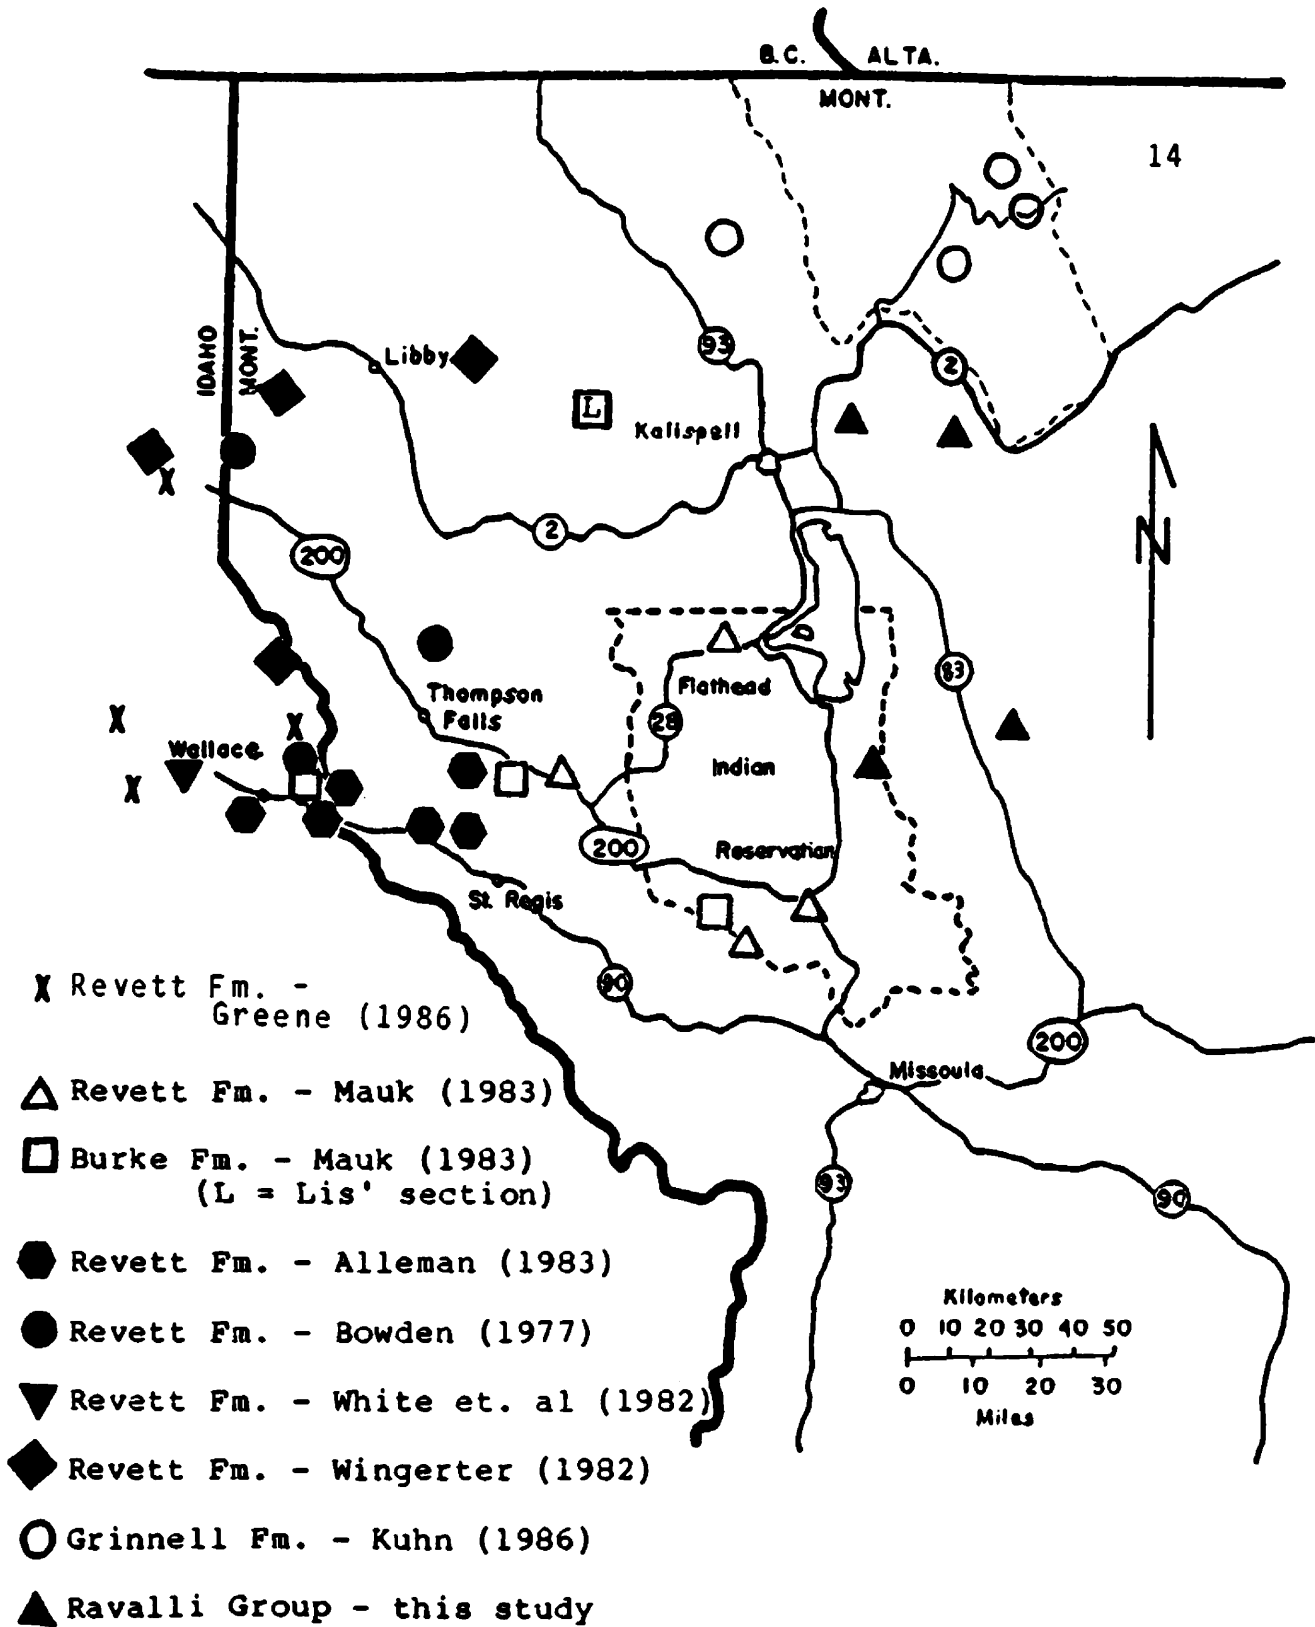 B.C. ALTA.
MONT.
14
IDAHO
MONT.
Libby
93
2
L
Kalispell
X
2
200
Thompson
Falls
Flathead
83
28
X
X
Wallace
Indian
X
200
Reservation
St. Regis
90
X Revett Fm. -
Greene (1986)
200
Missoula
Revett Fm. - Mauk (1983)
Burke Fm. - Mauk (1983)
(L = Lis' section)
93
90
Revett Fm. - Alleman (1983)
Kilometers
0 10 20 30 40 50
Revett Fm. - Bowden (1977)
0 10 20 30
Miles
Revett Fm. - White et. al (1982)
Revett Fm. - Wingerter (1982)
Grinnell Fm. - Kuhn (1986)
Ravalli Group - this study
N